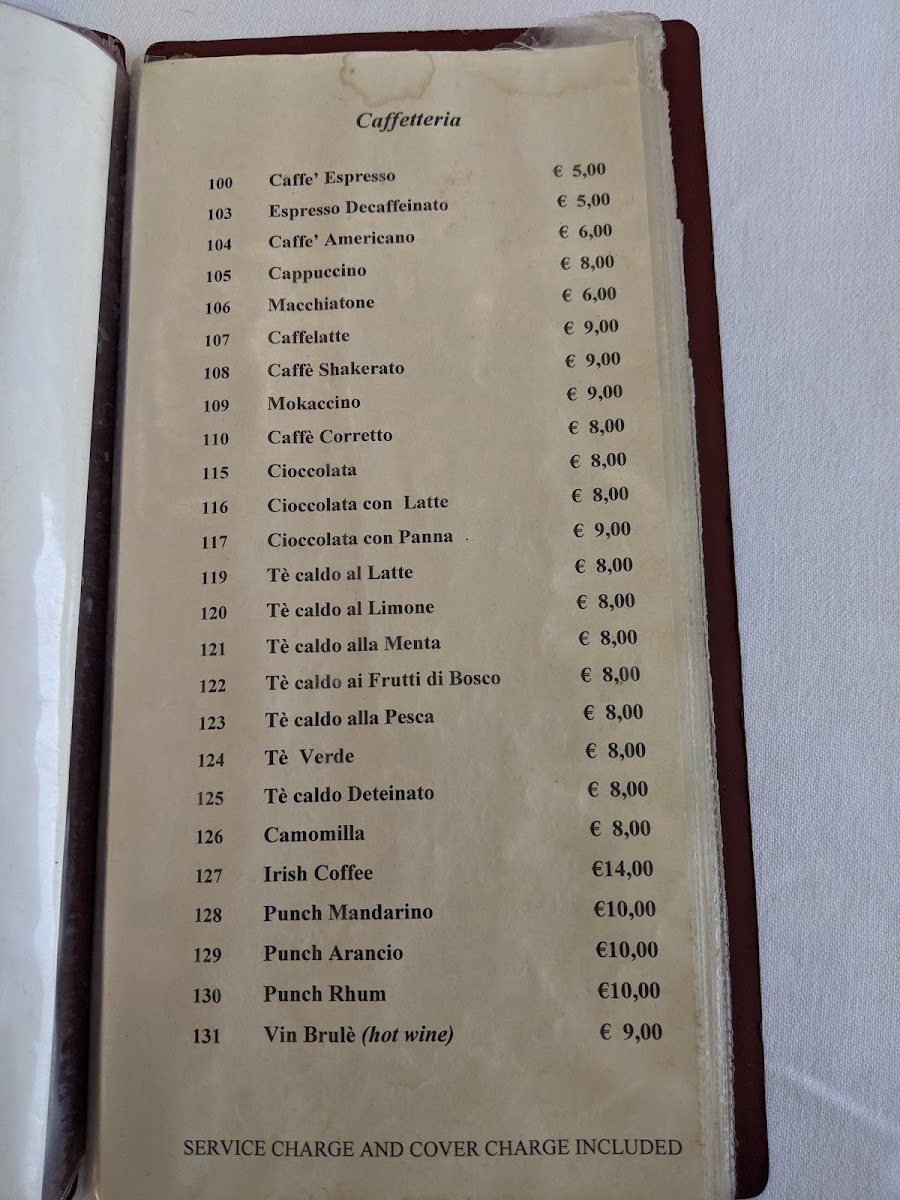 Caffetteria
100 Caffe' Espresso € 5,00
103 Espresso Decaffeinato € 5,00
104 Caffe' Americano € 6,00
105 Cappuccino € 8,00
106 Macchiatone € 6,00
107 Caffelatte € 9,00
108 Caffè Shakerato € 9,00
109 Mokaccino € 9,00
110 Caffè Corretto € 8,00
115 Cioccolata € 8,00
116 Cioccolata con Latte € 8,00
117 Cioccolata con Panna € 9,00
119 Tè caldo al Latte € 8,00
120 Tè caldo al Limone € 8,00
121 Tè caldo alla Menta € 8,00
122 Tè caldo ai Frutti di Bosco € 8,00
123 Tè caldo alla Pesca € 8,00
124 Tè Verde € 8,00
125 Tè caldo Deteinato € 8,00
126 Camomilla € 8,00
127 Irish Coffee €14,00
128 Punch Mandarino €10,00
129 Punch Arancio €10,00
130 Punch Rhum €10,00
131 Vin Brulè (hot wine) € 9,00
SERVICE CHARGE AND COVER CHARGE INCLUDED